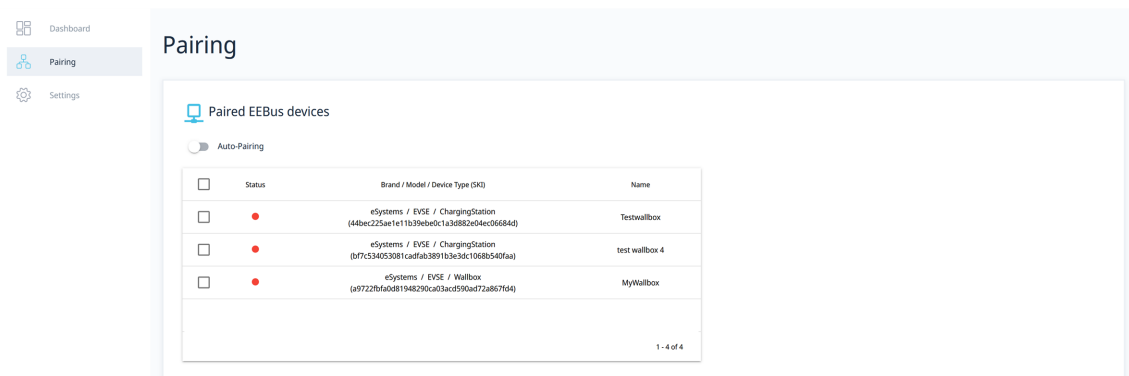 Dashboard
Pairing
Settings
Pairing
Paired EEBus devices
Auto-Pairing
Status Brand / Model / Device Type (SKI) Name
eSystems / EVSE / ChargingStation
(44bec225ae1e11b39ebe0c1a3d882e04ec06684d) Testwallbox
eSystems / EVSE / ChargingStation
(bf7c534053081cadfab3891b3e3dc1068b540faa) test wallbox 4
eSystems / EVSE / Wallbox
(a9722fbfa0d81948290ca03acd590ad72a867fd4) MyWallbox
1 - 4 of 4